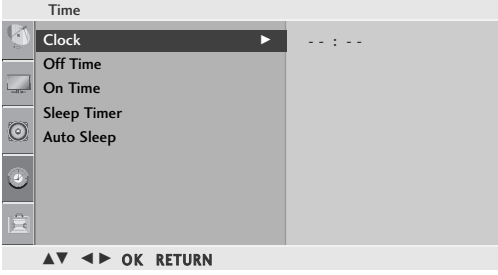 Time
Clock ► - - : - -
Off Time
On Time
Sleep Timer
Auto Sleep
▲▼ ◄► OK RETURN